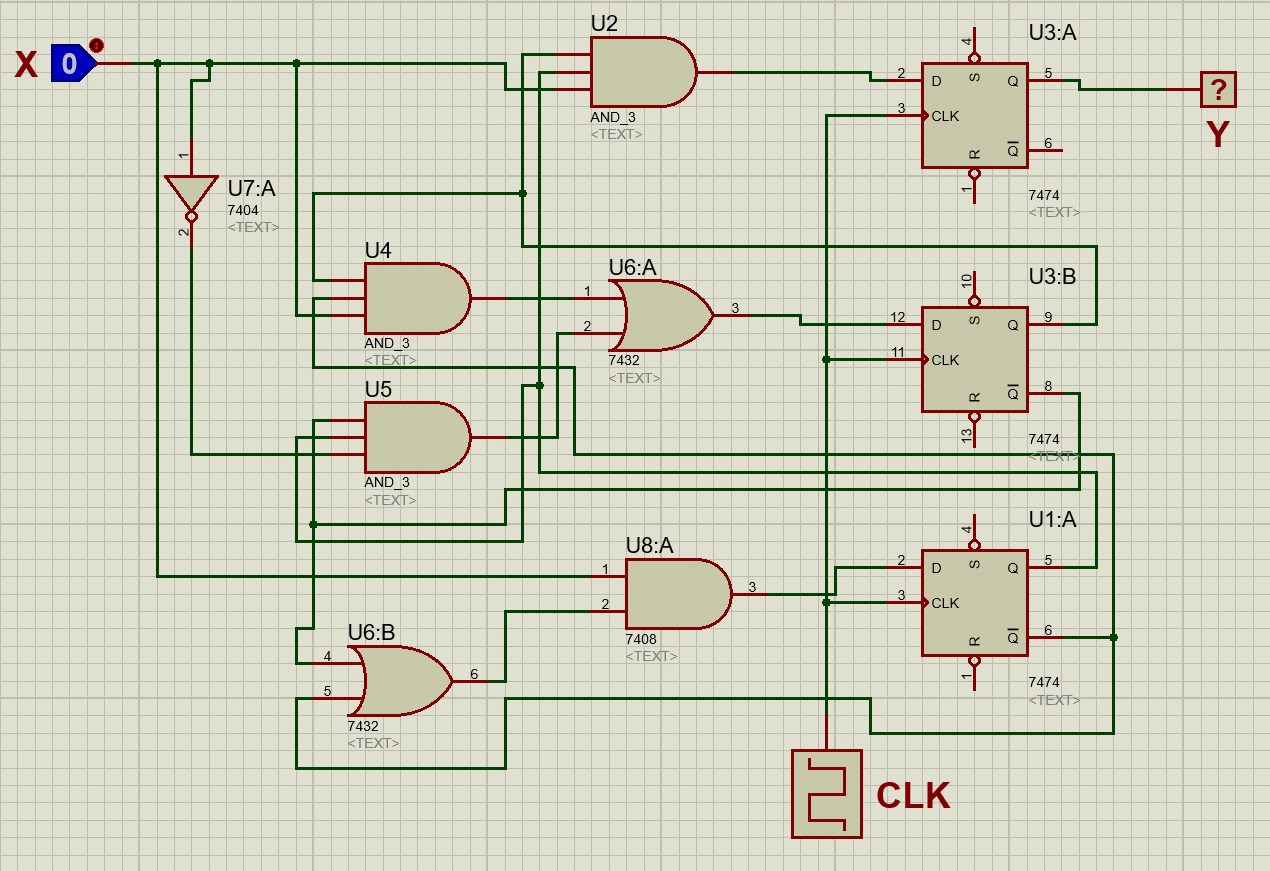 U2
U3:A
X
0
4
2
D
S
Q
5
?
3
CLK
AND_3
<TEXT>
Y
R
Q
6
1
1
U7:A
7404
<TEXT>
7474
<TEXT>
2
U4
U6:A
U3:B
10
1
3
12
D
S
Q
9
2
11
CLK
AND_3
<TEXT>
7432
<TEXT>
U5
R
Q
8
13
7474
<TEXT>
AND_3
<TEXT>
U1:A
4
U8:A
1
3
2
D
S
Q
5
2
3
CLK
7408
<TEXT>
R
Q
6
1
U6:B
4
6
5
7474
<TEXT>
7432
<TEXT>
CLK